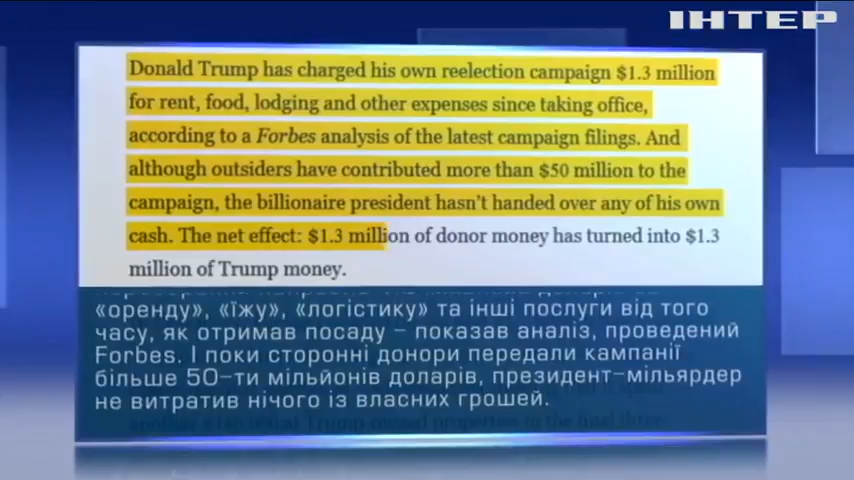 ІНТЕР
Donald Trump has charged his own reelection campaign $1.3 million
for rent, food, lodging and other expenses since taking office,
according to a Forbes analysis of the latest campaign filings. And
although outsiders have contributed more than $50 million to the
campaign, the billionaire president hasn't handed over any of his own
cash. The net effect: $1.3 million of donor money has turned into $1.3
million of Trump money.
«оренду», «їжу», «логістику» та інші послуги від того
часу, як отримав посаду – показав аналіз, проведений
Forbes. І поки сторонні донори передали кампанії
більше 50-ти мільйонів доларів, президент-мільярдер
не витратив нічого із власних грошей.